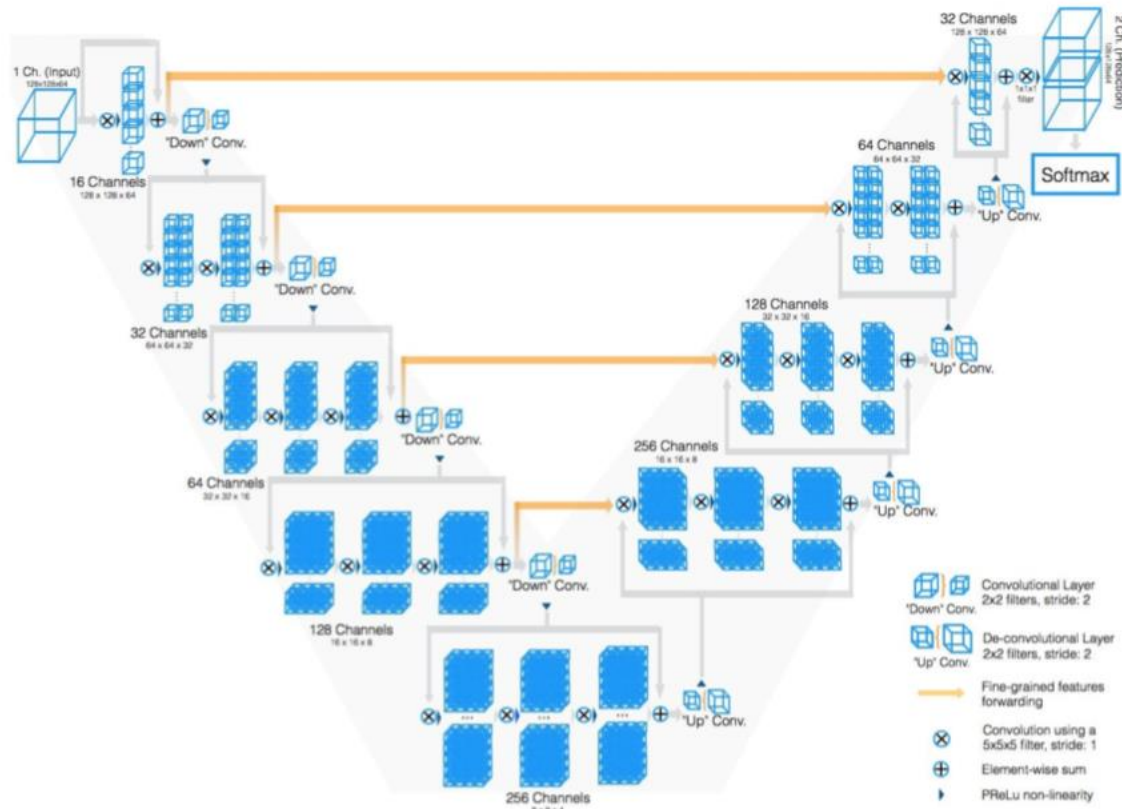 1 Ch. (Input)
128x128x64
"Down" Conv.
16 Channels
128 x 128 x 64
"Down" Conv.
32 Channels
64 x 64 x 32
"Down" Conv.
64 Channels
32 x 32 x 16
"Down" Conv.
128 Channels
16 x 16 x 8
256 Channels
"Up" Conv.
256 Channels
16 x 16 x 8
"Up" Conv.
128 Channels
32 x 32 x 16
"Up" Conv.
64 Channels
64 x 64 x 32
"Up" Conv.
32 Channels
128 x 128 x 64
1x1x1
filter
2 Ch. (Prediction)
128x128x64
Softmax
Convolutional Layer
2x2 filters, stride: 2
"Down" Conv.
De-convolutional Layer
2x2 filters, stride: 2
"Up" Conv.
Fine-grained features
forwarding
Convolution using a
5x5x5 filter, stride: 1
Element-wise sum
PReLu non-linearity